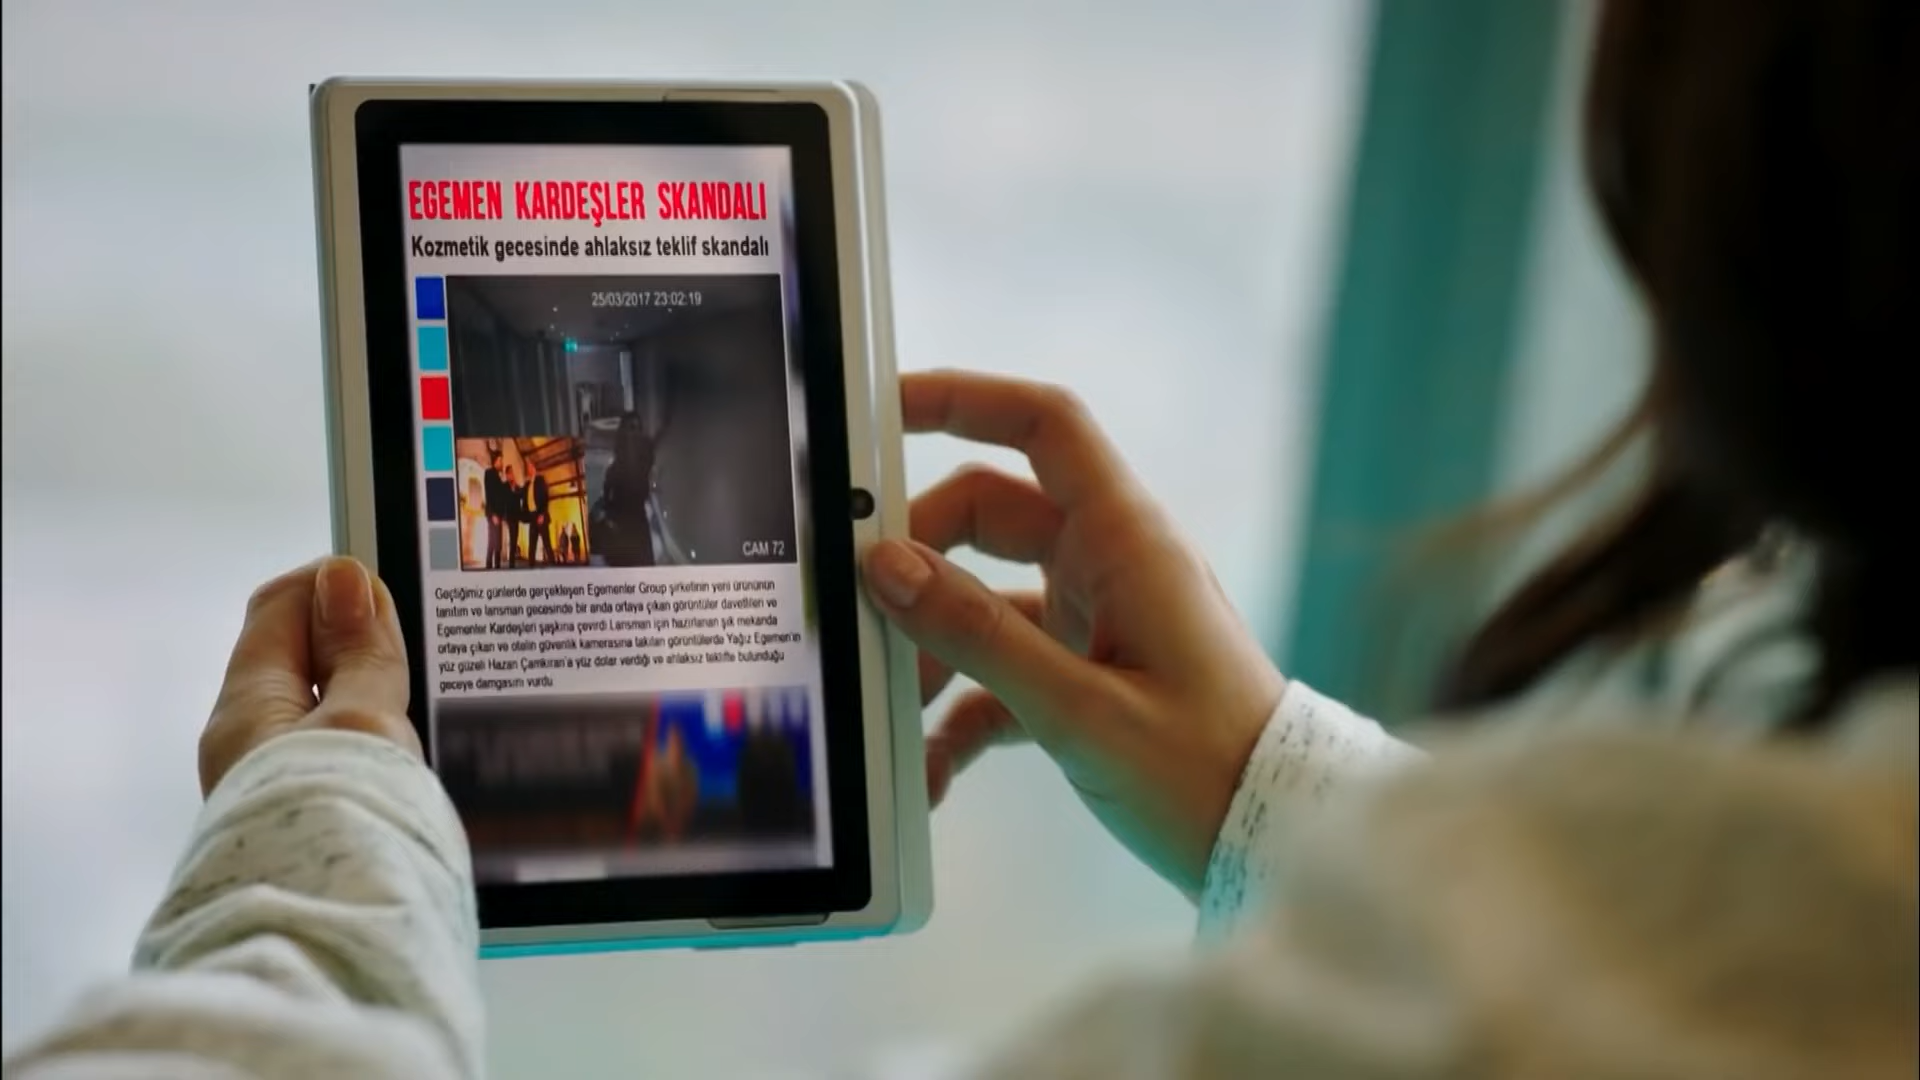 EGEMEN KARDEŞLER SKANDALI
Kozmetik gecesinde ahlaksız teklif skandalı
25/03/2017 23:02:19
CAM 72
Geçtiğimiz günlerde gerçekleşen Egemenler Group şirketinin yeni ürününün
tanıtım ve lansman gecesinde bir anda ortaya çıkan görüntüler davetlileri ve
Egemenler Kardeşleri şaşkına çevirdi Lansman için hazırlanan şık mekanda
ortaya çıkan ve otelin güvenlik kamerasına takılan görüntülerde Yağız Egemen'in
yüz güzeli Hazan Çamkıran'a yüz dolar verdiği ve ahlaksız teklifte bulunduğu
geceye damgasını vurdu